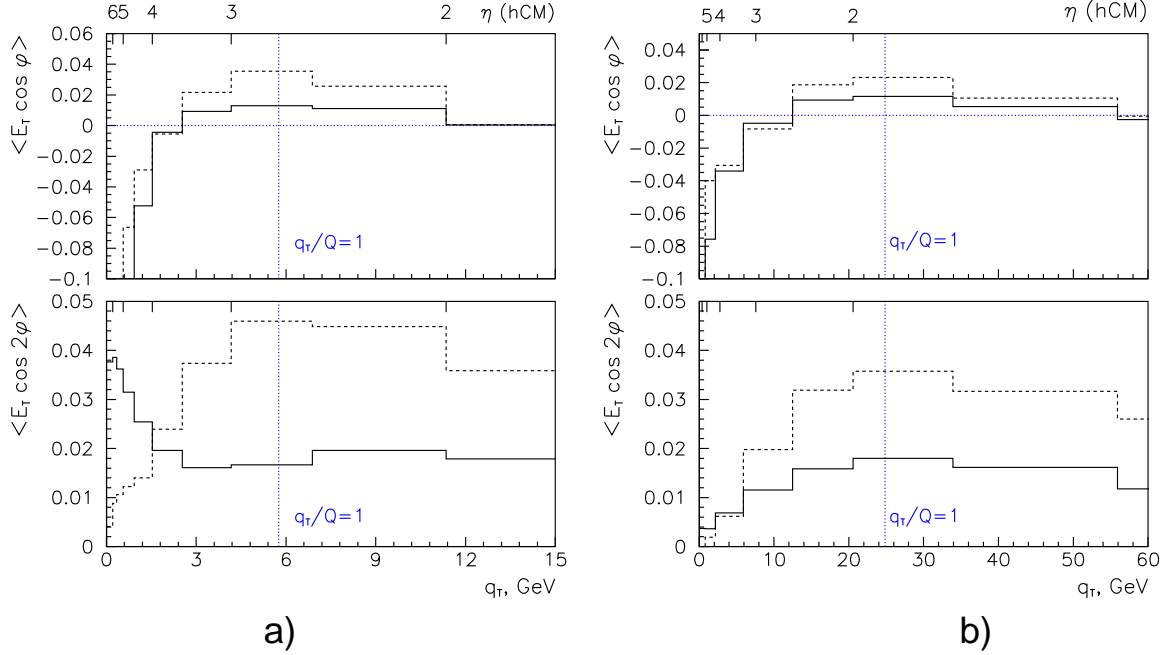 65 4 3 2 η (hCM)
<E_T cos φ>
0.06
0.04
0.02
0
−0.02
−0.04
−0.06
−0.08
−0.1
q_T/Q=1
<E_T cos 2φ>
0.05
0.04
0.03
0.02
0.01
0
q_T/Q=1
0 3 6 9 12 15
q_T, GeV
a)
54 3 2 η (hCM)
<E_T cos φ>
0.04
0.02
0
−0.02
−0.04
−0.06
−0.08
−0.1
q_T/Q=1
<E_T cos 2φ>
0.05
0.04
0.03
0.02
0.01
0
q_T/Q=1
0 10 20 30 40 50 60
q_T, GeV
b)